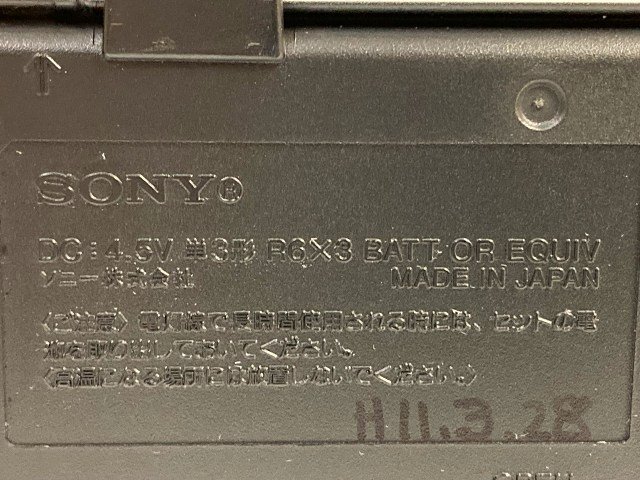 SONY®
DC: 4.5V 単3形 R6×3 BATT OR EQUIV
ソニー株式会社 MADE IN JAPAN
〈ご注意〉電灯線で長時間使用される時には、セットの電
池を取り出しておいてください。
〈高温になる場所には放置しないでください。〉
H11.3.28